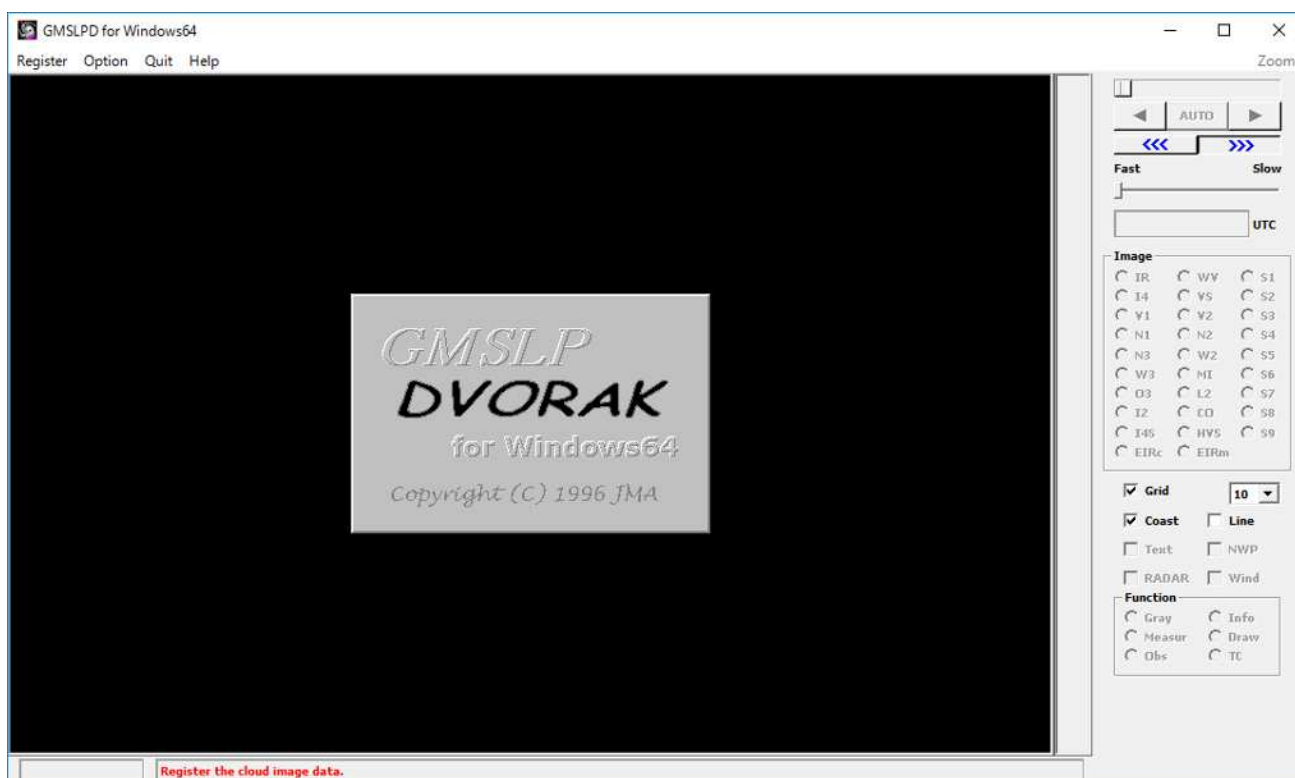 GMSLPD for Windows64
Register Option Quit Help Zoom
AUTO
<<< >>>
Fast Slow
UTC
Image
IR WV S1
I4 VS S2
V1 V2 S3
N1 N2 S4
N3 W2 S5
W3 MI S6
O3 L2 S7
I2 CO S8
I4S HVS S9
EIRc EIRm
Grid 10
Coast Line
Text NWP
RADAR Wind
Function
Gray Info
Measur Draw
Obs TC
GMSLP
DVORAK
for Windows64
Copyright (C) 1996 JMA
Register the cloud image data.